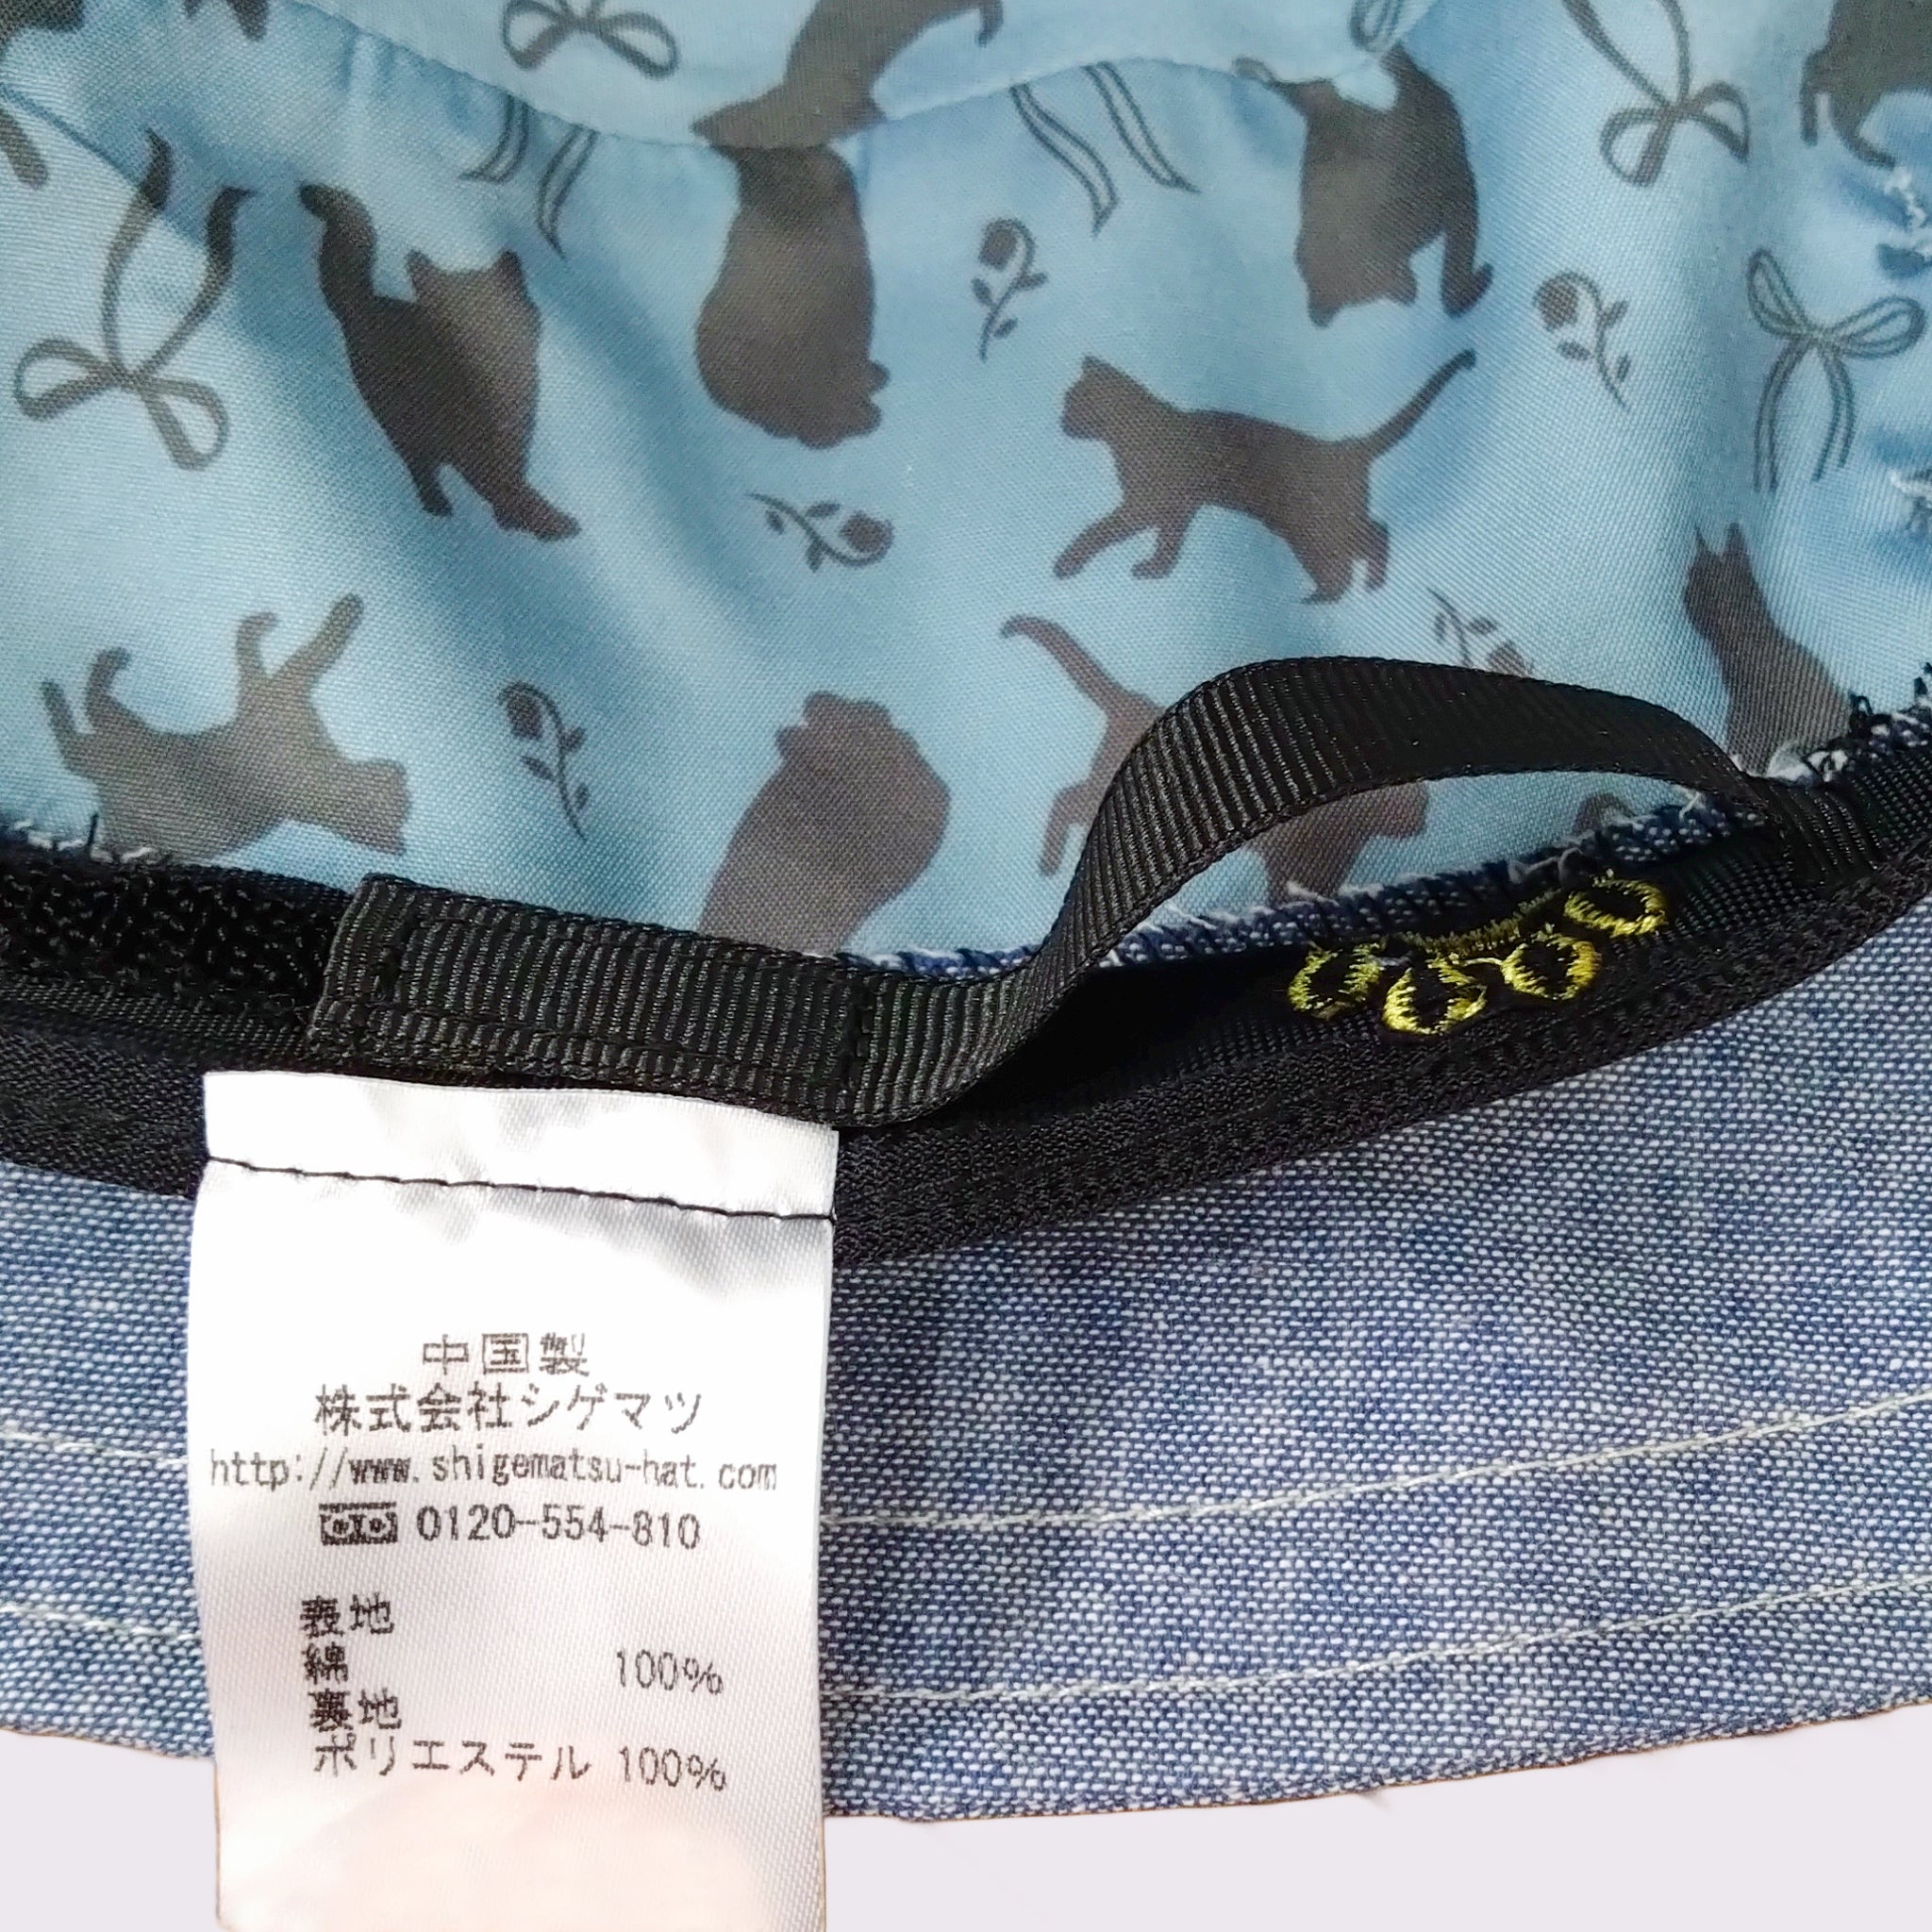 中国製
株式会社シゲマツ
http://www.shigematsu-hat.com
0120-554-810
表地
綿 100%
裏地
ポリエステル 100%